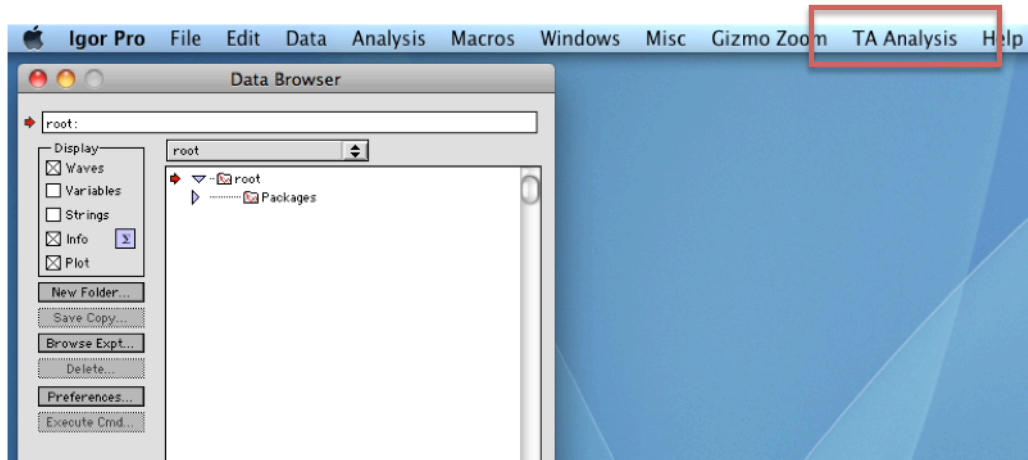 Igor Pro File Edit Data Analysis Macros Windows Misc Gizmo Zoom TA Analysis Help
Data Browser
root:
Display
Waves
Variables
Strings
Info Σ
Plot
root
root
Packages
New Folder...
Save Copy...
Browse Expt...
Delete...
Preferences...
Execute Cmd...